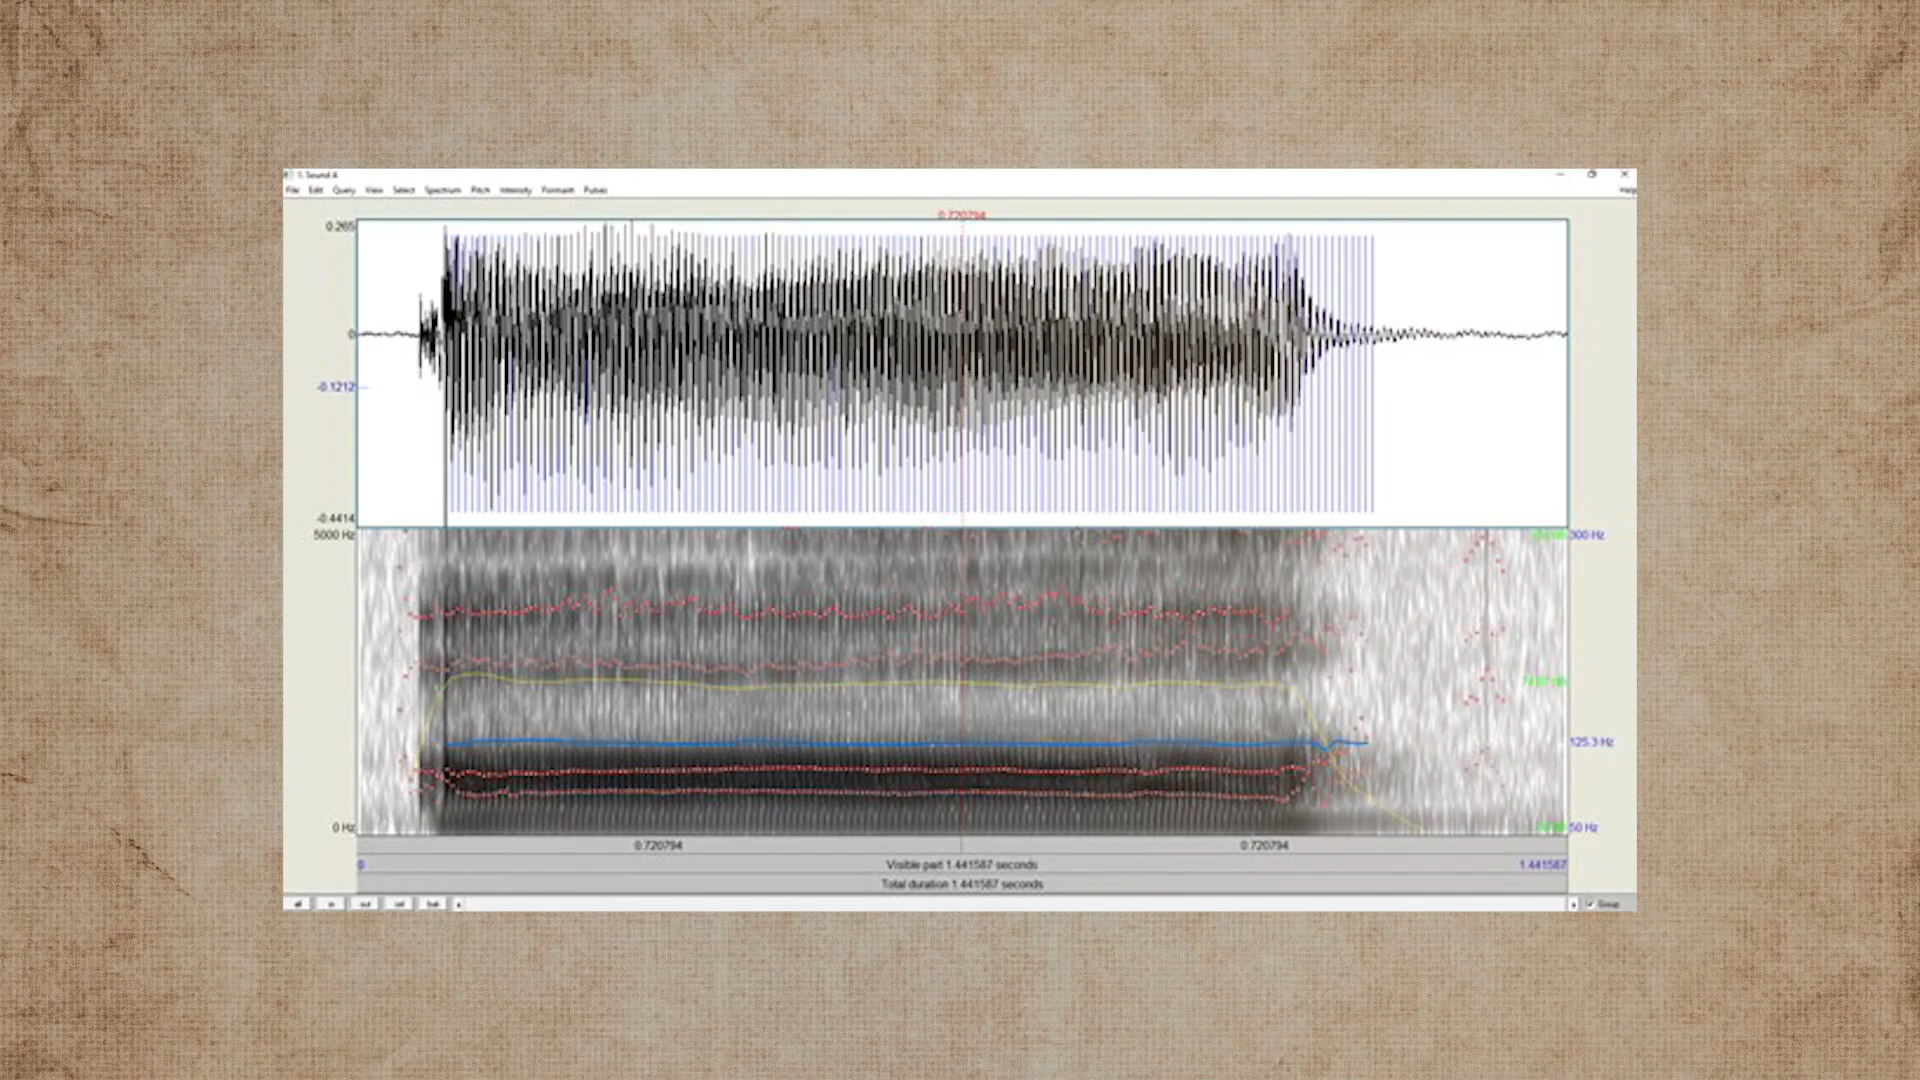 1. Sound A
File Edit Query View Select Spectrum Pitch Intensity Formant Pulses
Help
0.720794
0.265
0
-0.1212
-0.4414
5000 Hz
300 Hz
125.3 Hz
0 Hz
50 Hz
0.720794 0.720794
0 Visible part 1.441587 seconds 1.441587
Total duration 1.441587 seconds
all in out sel bak
Group